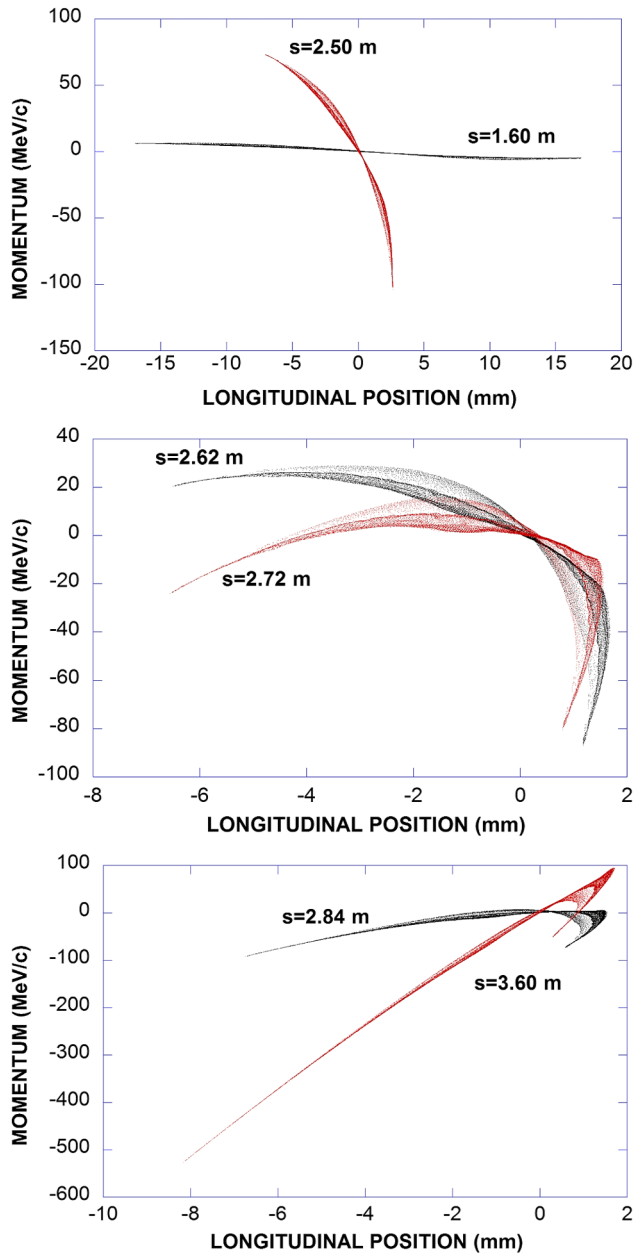 100
50
0
-50
-100
-150
s=2.50 m
s=1.60 m
MOMENTUM (MeV/c)
-20 -15 -10 -5 0 5 10 15 20
LONGITUDINAL POSITION (mm)
40
20
0
-20
-40
-60
-80
-100
s=2.62 m
s=2.72 m
MOMENTUM (MeV/c)
-8 -6 -4 -2 0 2
LONGITUDINAL POSITION (mm)
100
0
-100
-200
-300
-400
-500
-600
s=2.84 m
s=3.60 m
MOMENTUM (MeV/c)
-10 -8 -6 -4 -2 0 2
LONGITUDINAL POSITION (mm)